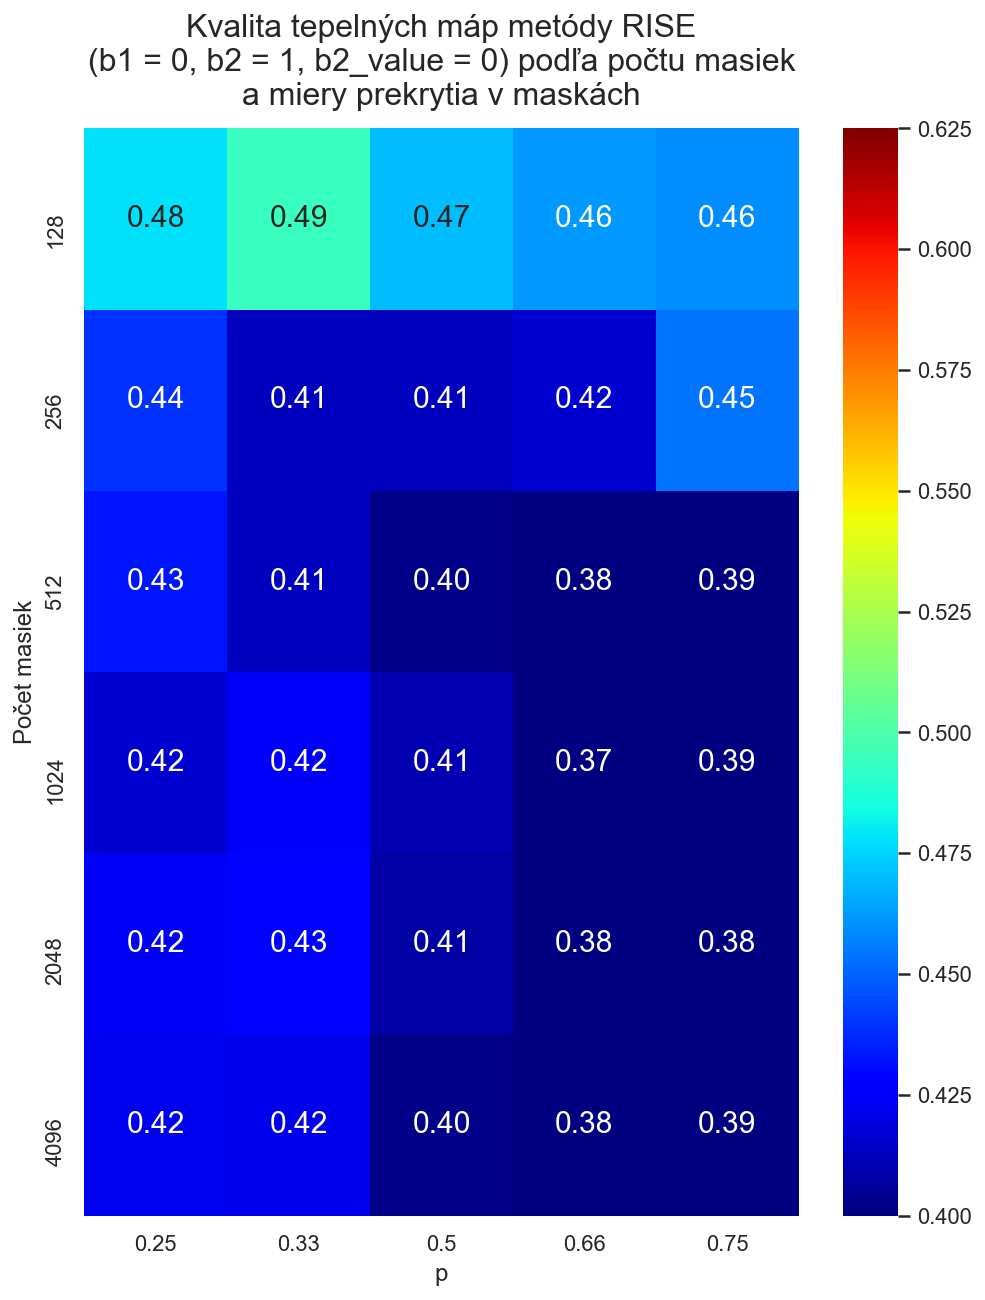 Kvalita tepelných máp metódy RISE
(b1 = 0, b2 = 1, b2_value = 0) podľa počtu masiek
a miery prekrytia v maskách
0.625
0.600
0.575
0.550
0.525
0.500
0.475
0.450
0.425
0.400
Počet masiek
128 0.48 0.49 0.47 0.46 0.46
256 0.44 0.41 0.41 0.42 0.45
512 0.43 0.41 0.40 0.38 0.39
1024 0.42 0.42 0.41 0.37 0.39
2048 0.42 0.43 0.41 0.38 0.38
4096 0.42 0.42 0.40 0.38 0.39
0.25 0.33 0.5 0.66 0.75
p